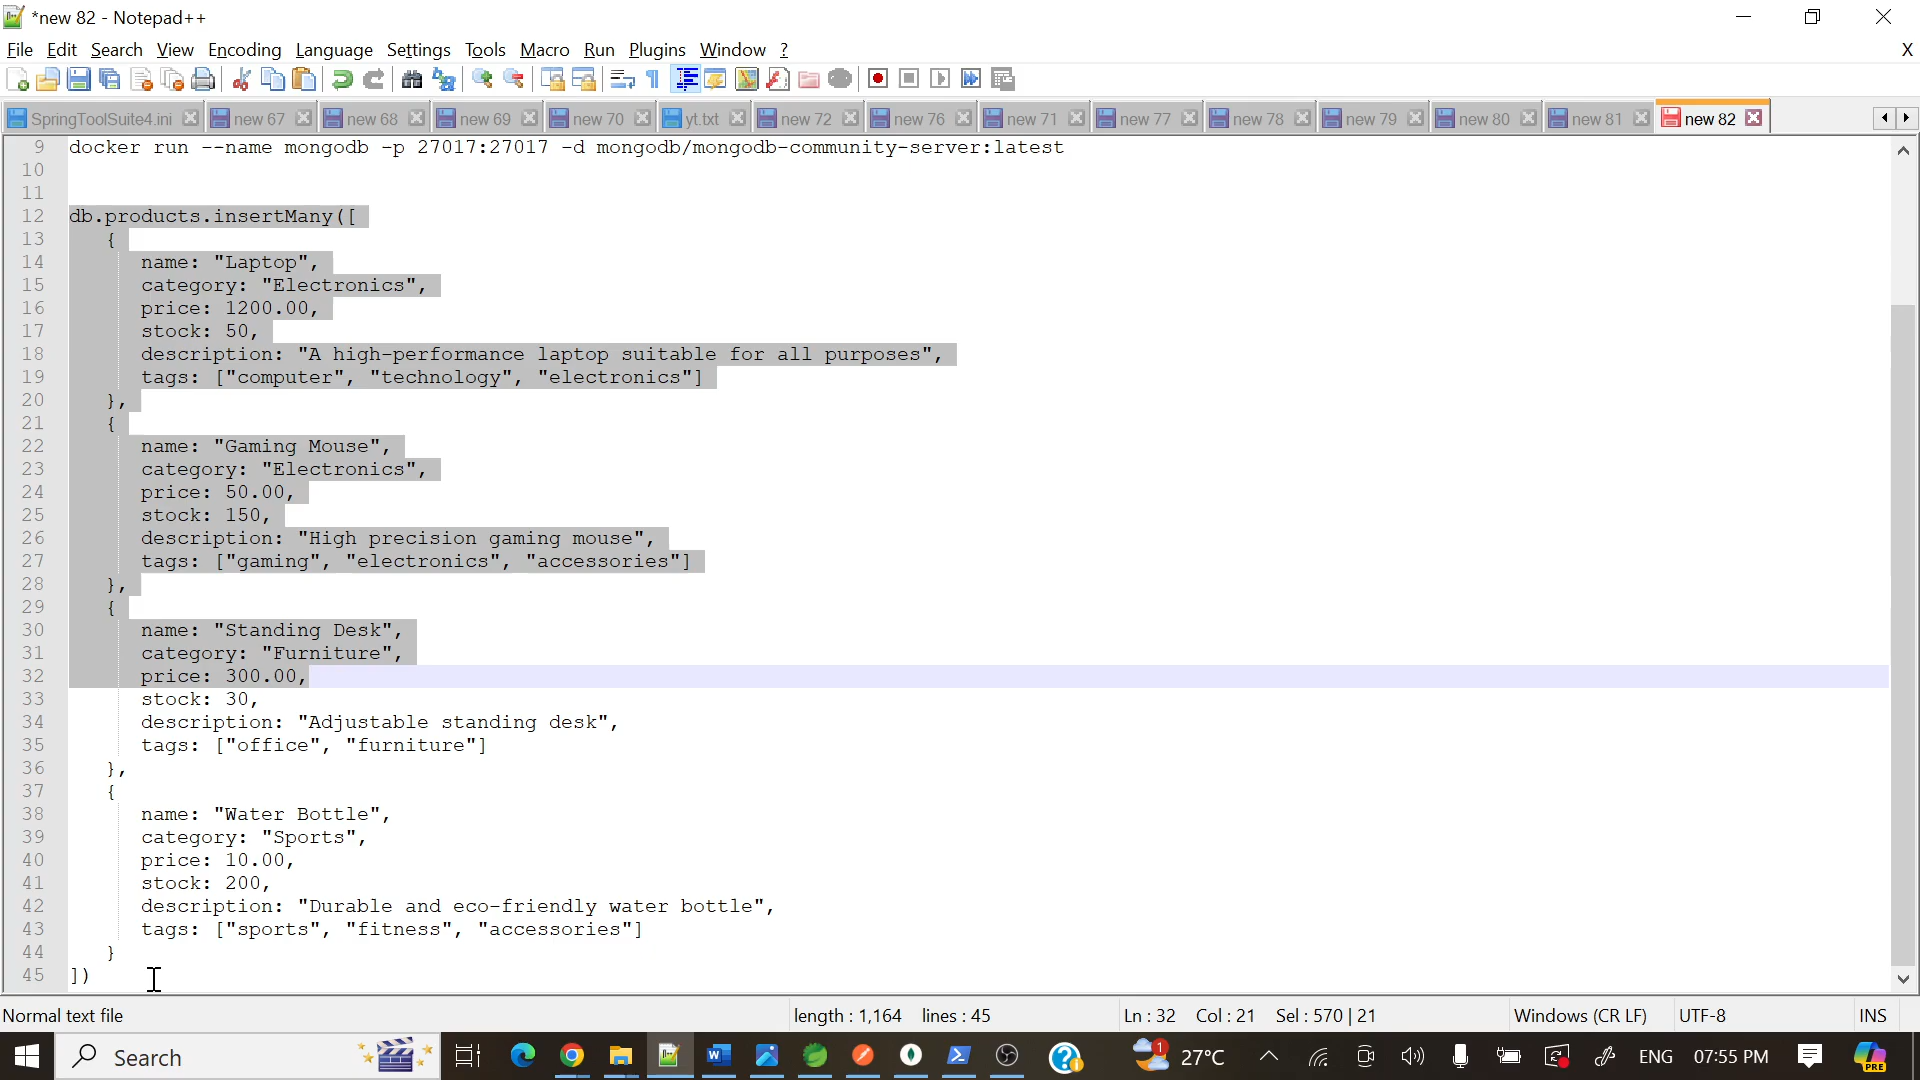 *new 82 - Notepad++
File Edit Search View Encoding Language Settings Tools Macro Run Plugins Window ?
X
SpringToolSuite4.ini new 67 new 68 new 69 new 70 yt.txt new 72 new 76 new 71 new 77 new 78 new 79 new 80 new 81 new 82
9 docker run --name mongodb -p 27017:27017 -d mongodb/mongodb-community-server:latest
10
11
12 db.products.insertMany([
13 {
14 name: "Laptop",
15 category: "Electronics",
16 price: 1200.00,
17 stock: 50,
18 description: "A high-performance laptop suitable for all purposes",
19 tags: ["computer", "technology", "electronics"]
20 },
21 {
22 name: "Gaming Mouse",
23 category: "Electronics",
24 price: 50.00,
25 stock: 150,
26 description: "High precision gaming mouse",
27 tags: ["gaming", "electronics", "accessories"]
28 },
29 {
30 name: "Standing Desk",
31 category: "Furniture",
32 price: 300.00,
33 stock: 30,
34 description: "Adjustable standing desk",
35 tags: ["office", "furniture"]
36 },
37 {
38 name: "Water Bottle",
39 category: "Sports",
40 price: 10.00,
41 stock: 200,
42 description: "Durable and eco-friendly water bottle",
43 tags: ["sports", "fitness", "accessories"]
44 }
45 ])
Normal text file length : 1,164 lines : 45 Ln : 32 Col : 21 Sel : 570 | 21 Windows (CR LF) UTF-8 INS
Search 1 27°C ENG 07:55 PM PRE